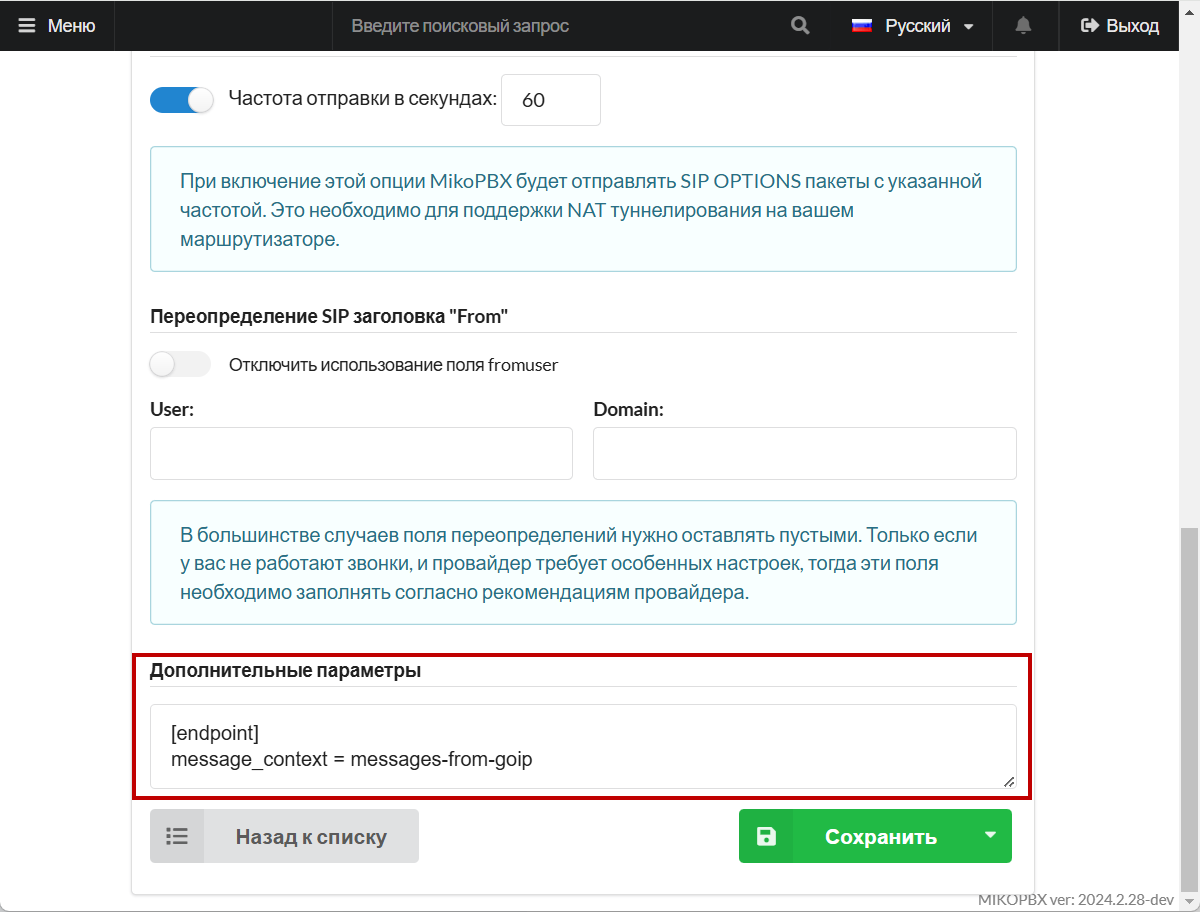 Меню
Введите поисковый запрос
Русский
Выход
Частота отправки в секундах:
60
При включение этой опции MikoPBX будет отправлять SIP OPTIONS пакеты с указанной
частотой. Это необходимо для поддержки NAT туннелирования на вашем
маршрутизаторе.
Переопределение SIP заголовка "From"
Отключить использование поля fromuser
User:
Domain:
В большинстве случаев поля переопределений нужно оставлять пустыми. Только если
у вас не работают звонки, и провайдер требует особенных настроек, тогда эти поля
необходимо заполнять согласно рекомендациям провайдера.
Дополнительные параметры
[endpoint]
message_context = messages-from-goip
Назад к списку
Сохранить
MIKOPBX ver: 2024.2.28-dev